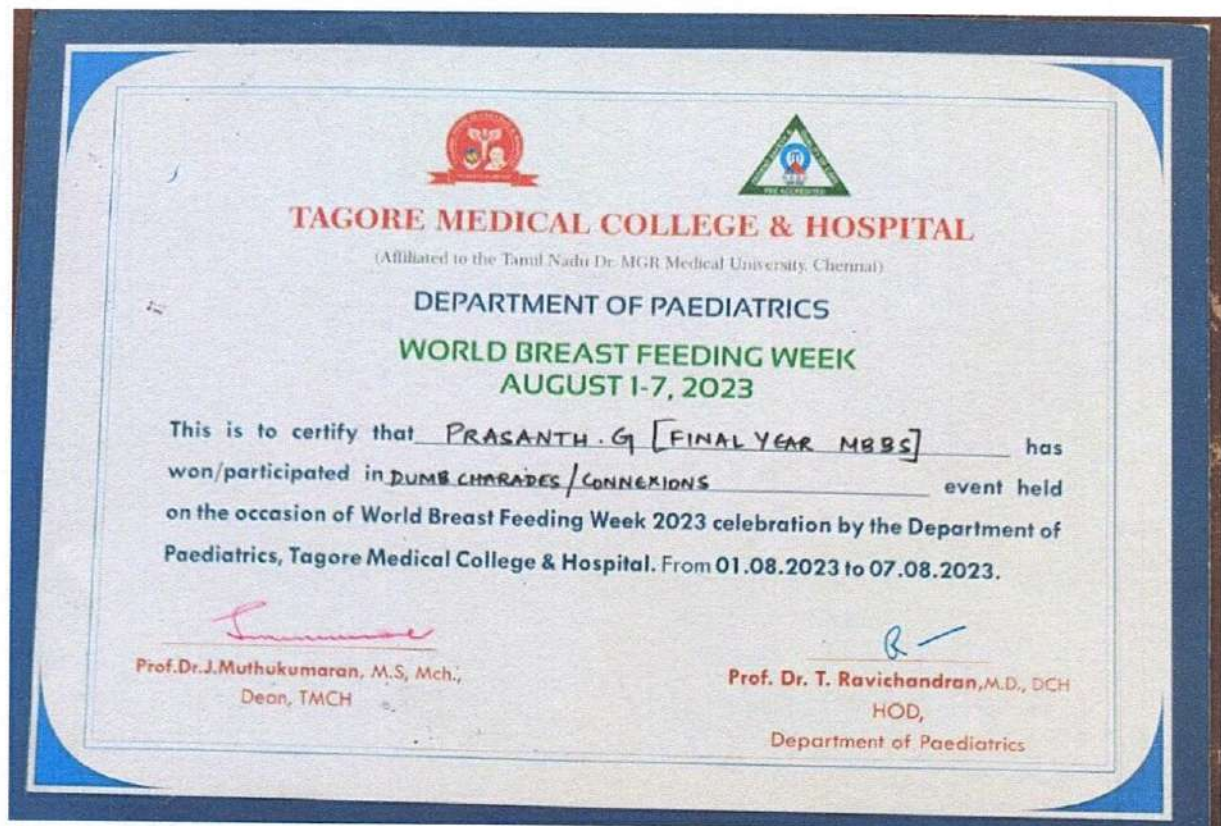 PRE ACCREDITED
TAGORE MEDICAL COLLEGE & HOSPITAL
(Affiliated to the Tamil Nadu Dr. MGR Medical University, Chennai)
DEPARTMENT OF PAEDIATRICS
WORLD BREAST FEEDING WEEK
AUGUST 1-7, 2023
This is to certify that PRASANTH.G [FINAL YEAR MBBS] has
won/participated in DUMB CHARADES/CONNEXIONS event held
on the occasion of World Breast Feeding Week 2023 celebration by the Department of
Paediatrics, Tagore Medical College & Hospital. From 01.08.2023 to 07.08.2023.
Prof.Dr.J.Muthukumaran, M.S, Mch.,
Dean, TMCH
Prof. Dr. T. Ravichandran,M.D., DCH
HOD,
Department of Paediatrics